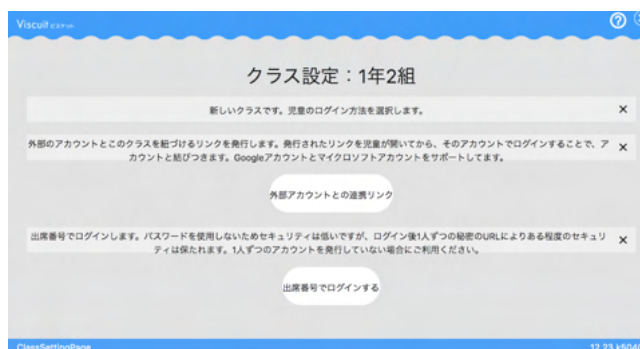 Viscuit ビスケット
クラス設定：1年2組
新しいクラスです。児童のログイン方法を選択します。
外部のアカウントとこのクラスを紐づけるリンクを発行します。発行されたリンクを児童が開いてから、そのアカウントでログインすることで、ア
カウントと結びつきます。Googleアカウントとマイクロソフトアカウントをサポートしてます。
外部アカウントとの連携リンク
出席番号でログインします。パスワードを使用しないためセキュリティは低いですが、ログイン後1人ずつの秘密のURLによりある程度のセキュリ
ティは保たれます。1人ずつのアカウントを発行していない場合にご利用ください。
出席番号でログインする
ClassSettingPage